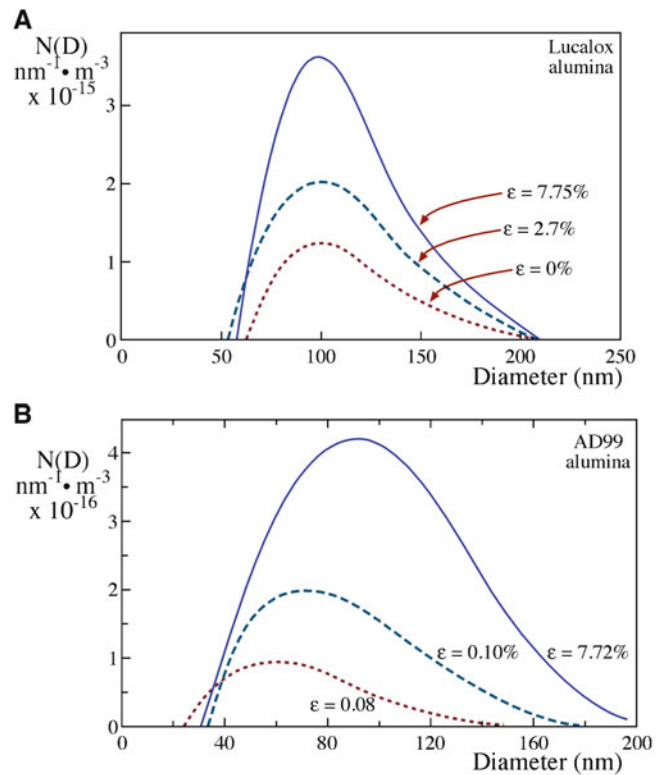 A
N(D)
nm⁻¹•m⁻³
x 10⁻¹⁵
Lucalox
alumina
3
2
1
0
ε = 7.75%
ε = 2.7%
ε = 0%
0 50 100 150 200 250
Diameter (nm)
B
N(D)
nm⁻¹•m⁻³
x 10⁻¹⁶
AD99
alumina
4
3
2
1
0
ε = 0.10%
ε = 7.72%
ε = 0.08
0 40 80 120 160 200
Diameter (nm)